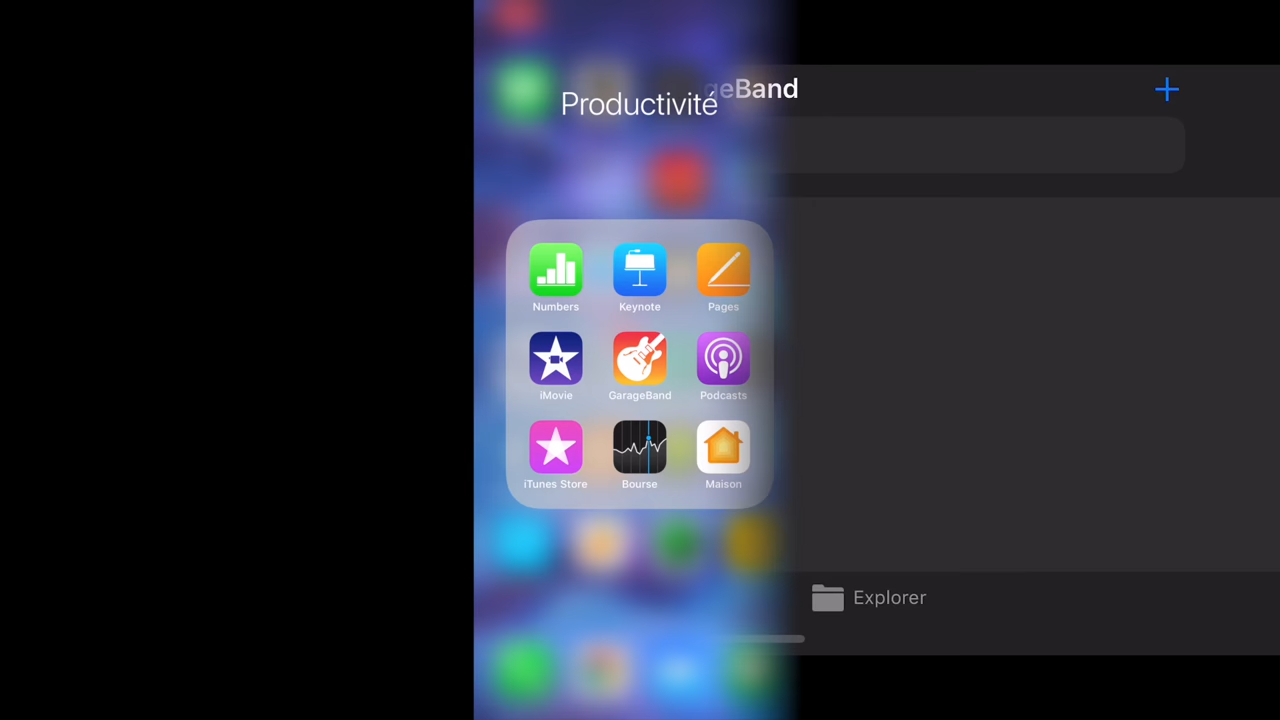 Productivité
geBand
Numbers Keynote Pages
iMovie GarageBand Podcasts
iTunes Store Bourse Maison
Explorer